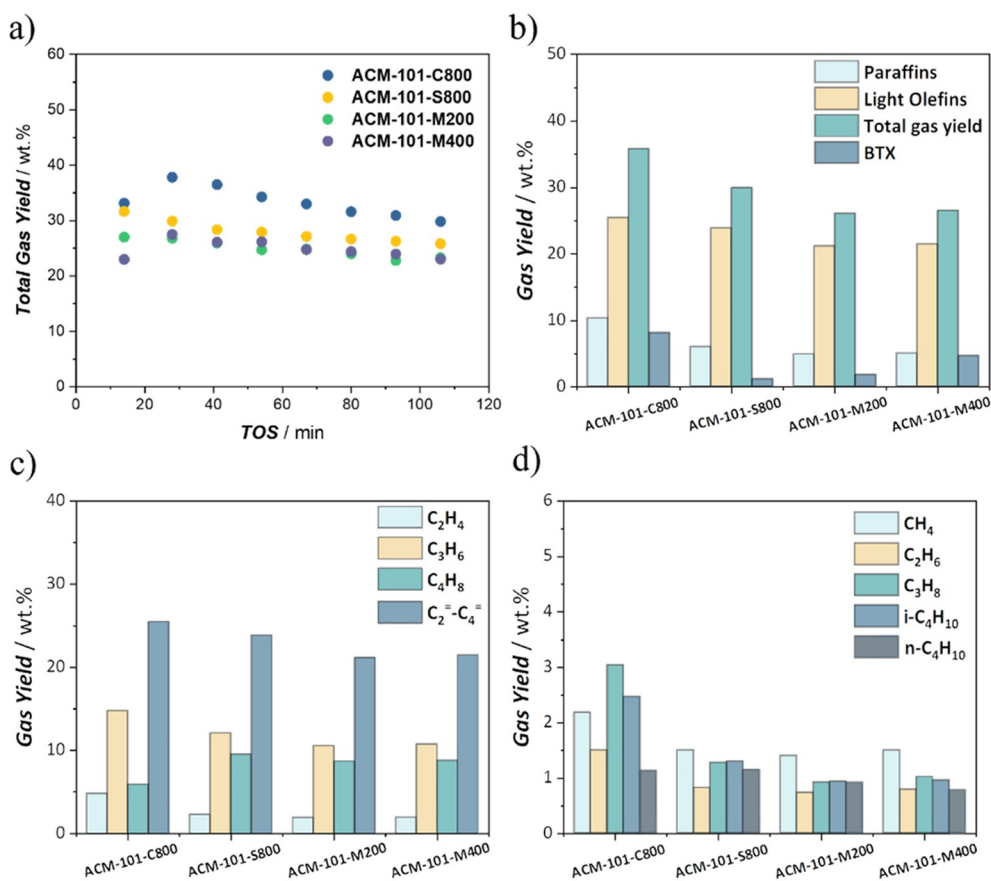 a)
60
50
40
30
20
10
0
Total Gas Yield / wt.%
ACM-101-C800
ACM-101-S800
ACM-101-M200
ACM-101-M400
0 20 40 60 80 100 120
TOS / min
b)
50
40
30
20
10
0
Gas Yield / wt.%
Paraffins
Light Olefins
Total gas yield
BTX
ACM-101-C800 ACM-101-S800 ACM-101-M200 ACM-101-M400
c)
40
30
20
10
0
Gas Yield / wt.%
C₂H₄
C₃H₆
C₄H₈
C₂⁼-C₄⁼
ACM-101-C800 ACM-101-S800 ACM-101-M200 ACM-101-M400
d)
6
5
4
3
2
1
0
Gas Yield / wt.%
CH₄
C₂H₆
C₃H₈
i-C₄H₁₀
n-C₄H₁₀
ACM-101-C800 ACM-101-S800 ACM-101-M200 ACM-101-M400